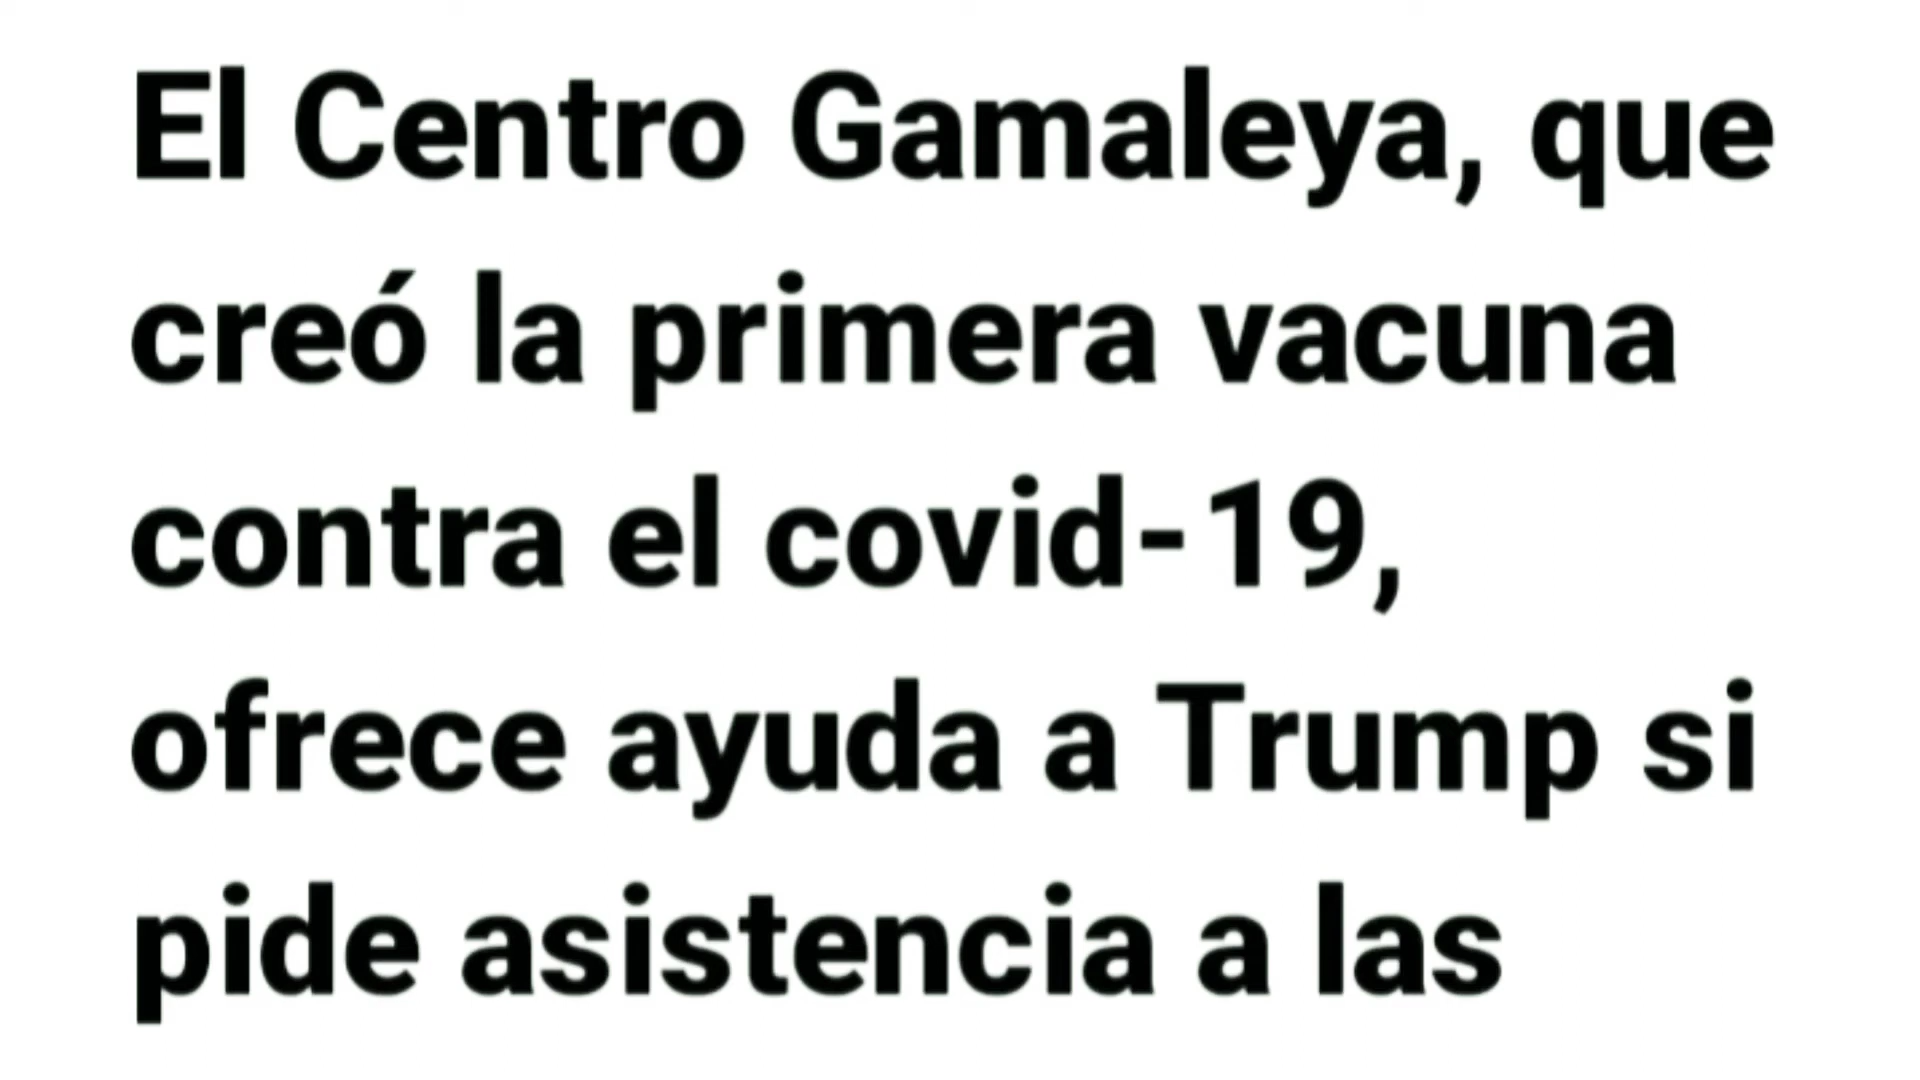 El Centro Gamaleya, que
creó la primera vacuna
contra el covid-19,
ofrece ayuda a Trump si
pide asistencia a las